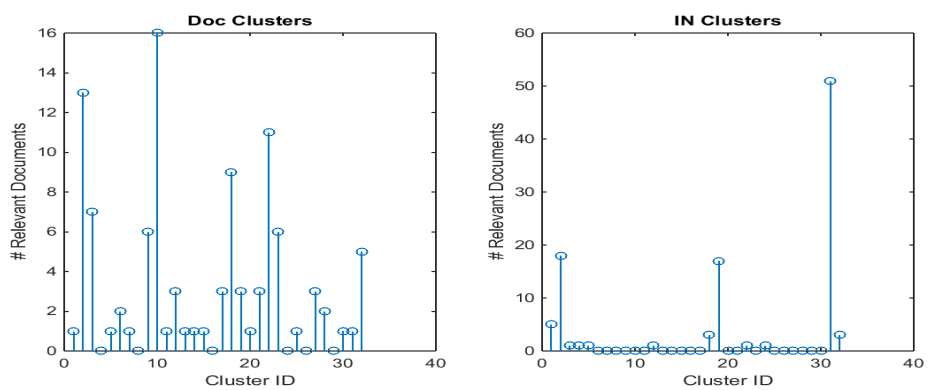 Doc Clusters
# Relevant Documents
16
14
12
10
8
6
4
2
0
0 10 20 30 40
Cluster ID
IN Clusters
# Relevant Documents
60
50
40
30
20
10
0
0 10 20 30 40
Cluster ID